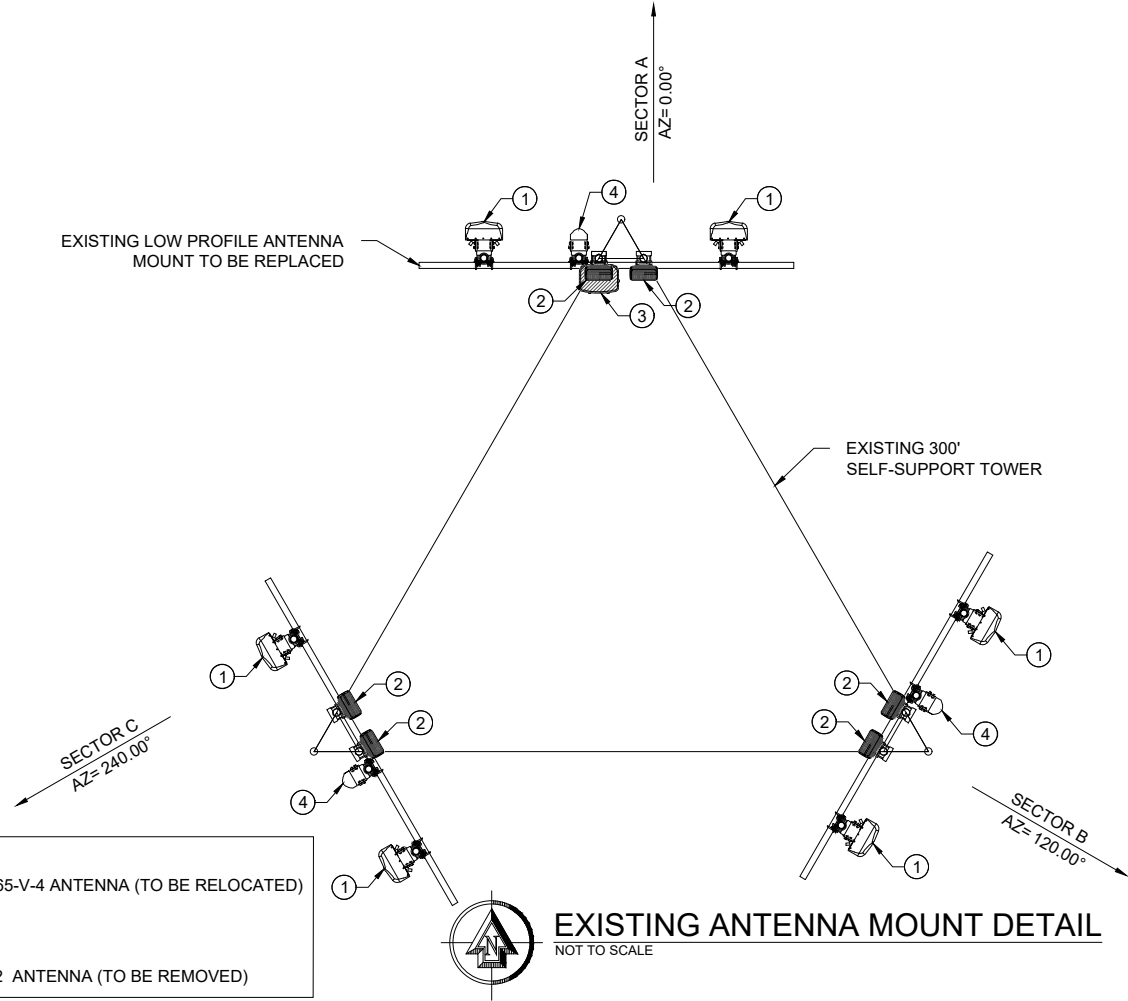 SECTOR A
AZ= 0.00°
1
4
1
EXISTING LOW PROFILE ANTENNA
MOUNT TO BE REPLACED
2
3
2
EXISTING 300'
SELF-SUPPORT TOWER
1
2
2
4
1
SECTOR C
AZ= 240.00°
1
2
2
4
1
SECTOR B
AZ= 120.00°
65-V-4 ANTENNA (TO BE RELOCATED)
ANTENNA (TO BE REMOVED)
N
EXISTING ANTENNA MOUNT DETAIL
NOT TO SCALE